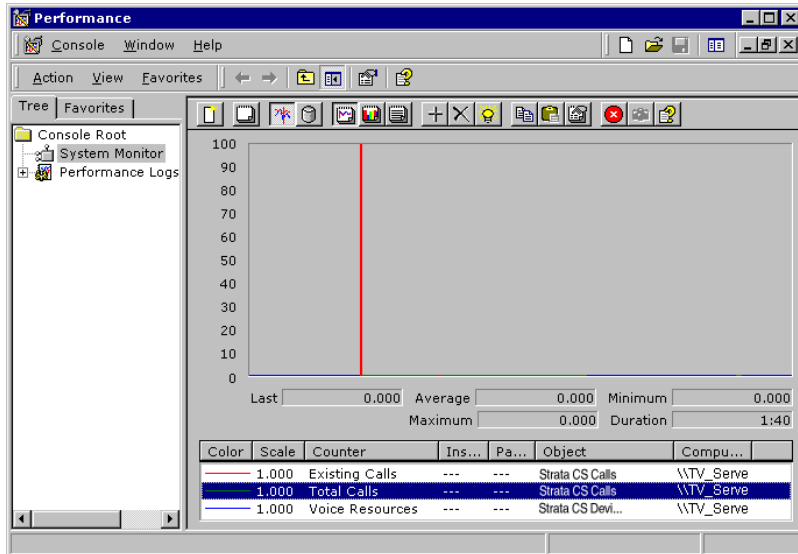 Performance
Console Window Help
Action View Favorites
Tree Favorites
Console Root
System Monitor
Performance Logs
100
90
80
70
60
50
40
30
20
10
0
Last 0.000 Average 0.000 Minimum 0.000
Maximum 0.000 Duration 1:40
Color Scale Counter Ins... Pa... Object Compu...
1.000 Existing Calls --- --- Strata CS Calls \\TV_Serve
1.000 Total Calls --- --- Strata CS Calls \\TV_Serve
1.000 Voice Resources --- --- Strata CS Devi... \\TV_Serve